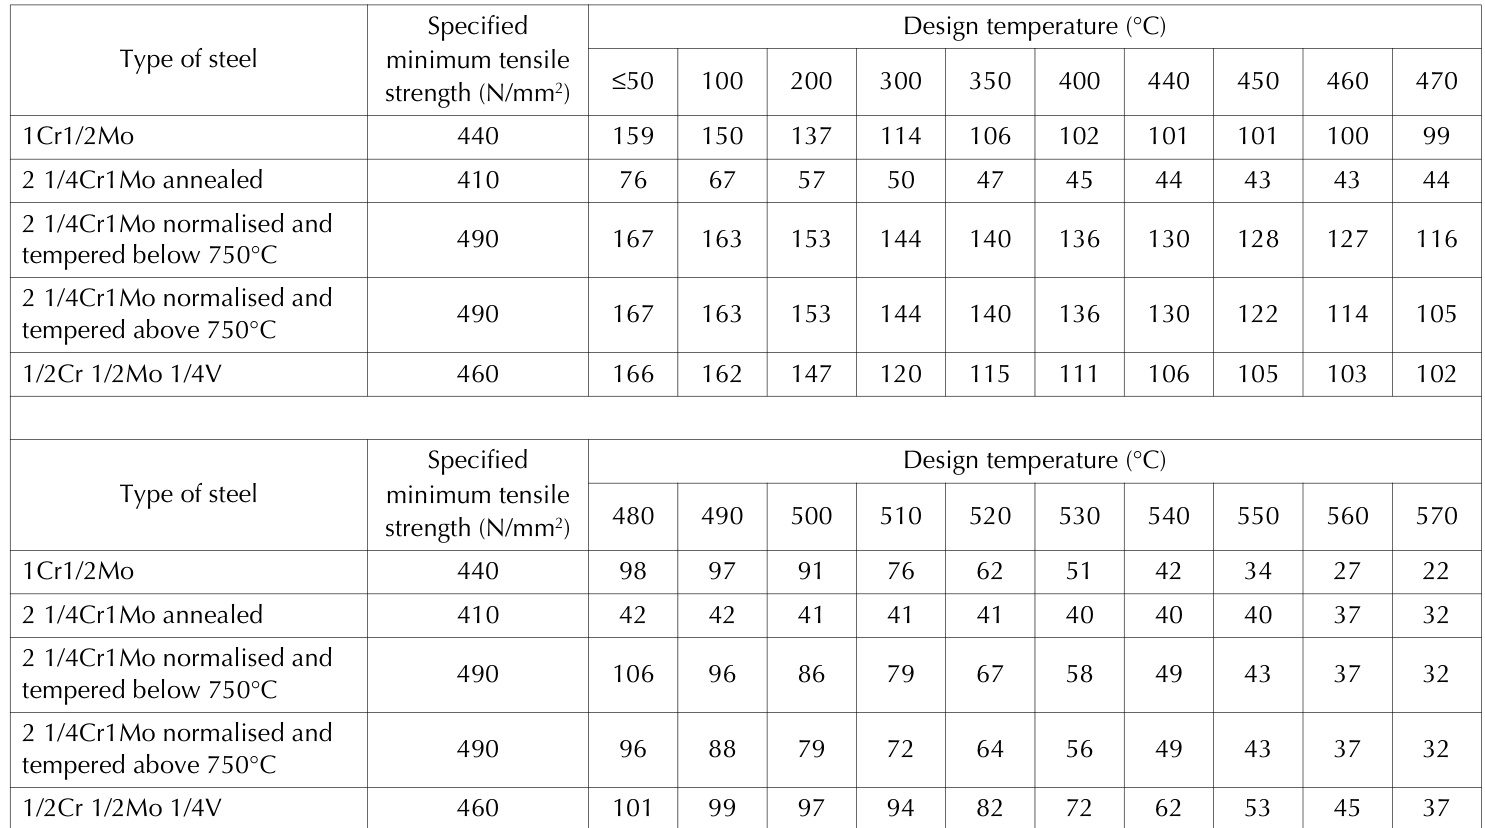 Type of steel Specified minimum tensile strength (N/mm²) Design temperature (°C)
≤50 100 200 300 350 400 440 450 460 470
1Cr1/2Mo 440 159 150 137 114 106 102 101 101 100 99
2 1/4Cr1Mo annealed 410 76 67 57 50 47 45 44 43 43 44
2 1/4Cr1Mo normalised and
tempered below 750°C 490 167 163 153 144 140 136 130 128 127 116
2 1/4Cr1Mo normalised and
tempered above 750°C 490 167 163 153 144 140 136 130 122 114 105
1/2Cr 1/2Mo 1/4V 460 166 162 147 120 115 111 106 105 103 102
Type of steel Specified minimum tensile strength (N/mm²) Design temperature (°C)
480 490 500 510 520 530 540 550 560 570
1Cr1/2Mo 440 98 97 91 76 62 51 42 34 27 22
2 1/4Cr1Mo annealed 410 42 42 41 41 41 40 40 40 37 32
2 1/4Cr1Mo normalised and
tempered below 750°C 490 106 96 86 79 67 58 49 43 37 32
2 1/4Cr1Mo normalised and
tempered above 750°C 490 96 88 79 72 64 56 49 43 37 32
1/2Cr 1/2Mo 1/4V 460 101 99 97 94 82 72 62 53 45 37